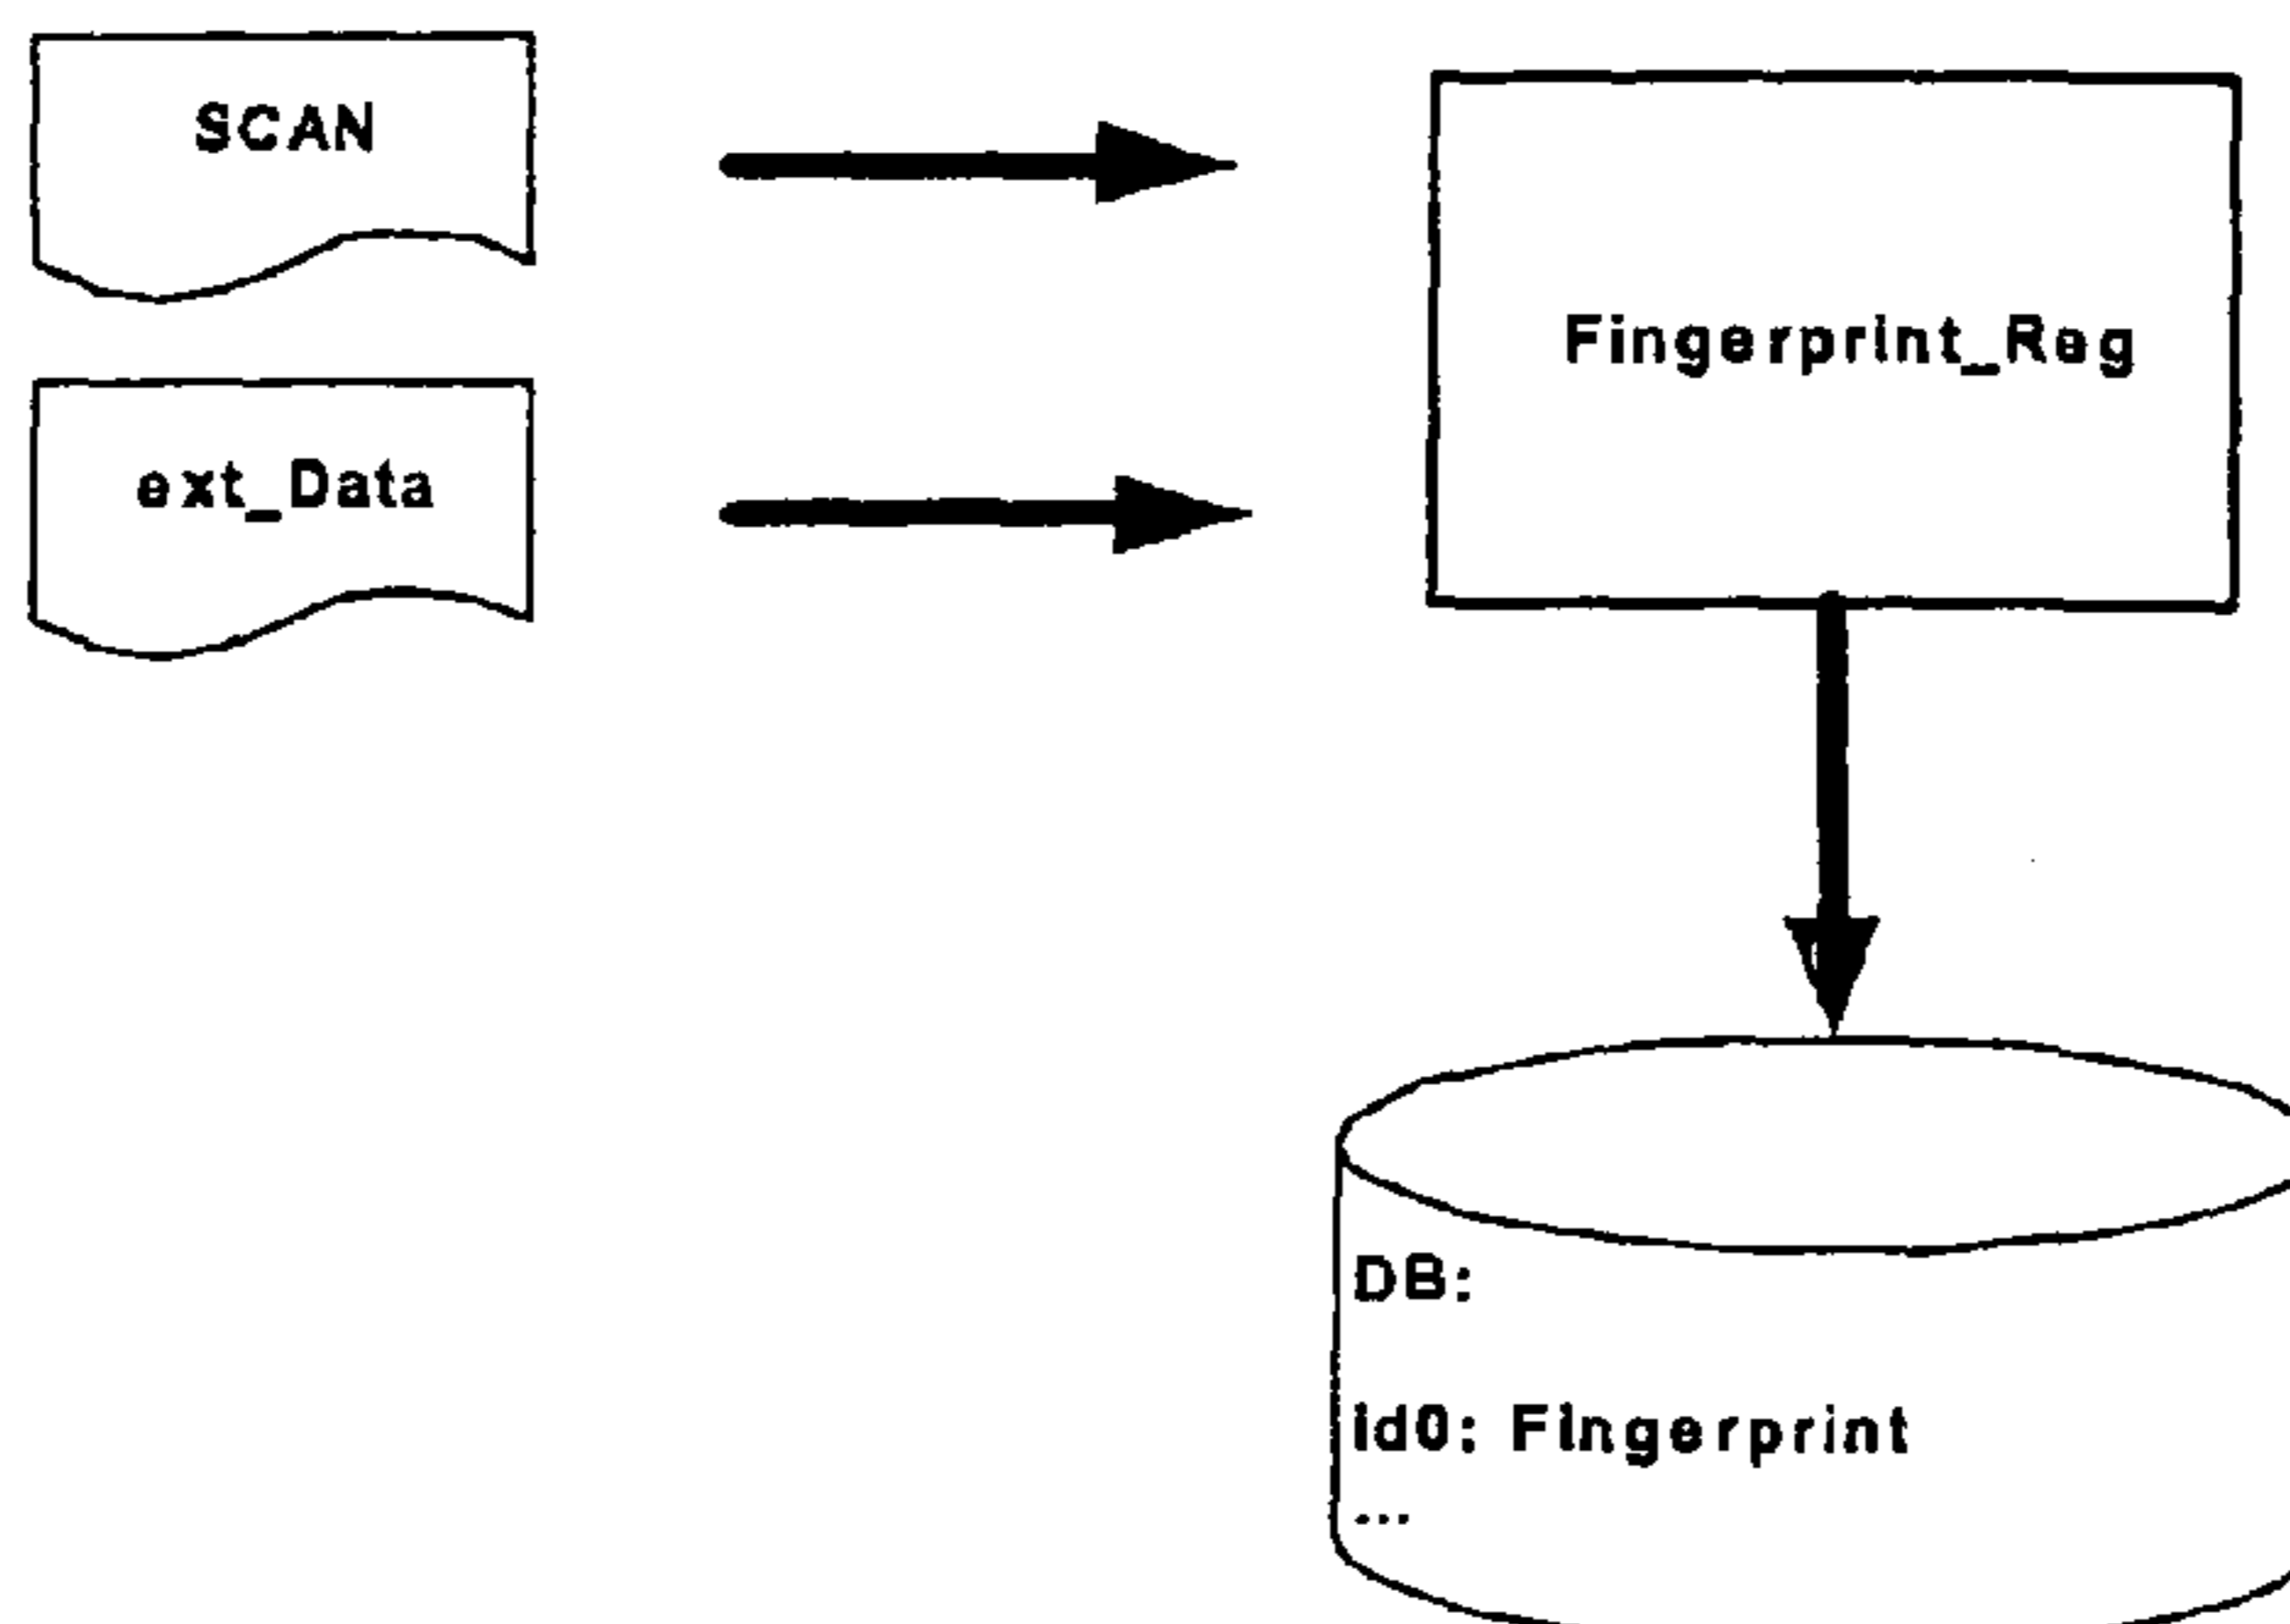 SCAN
Fingerprint_Reg
ext_Data
DB:
id0: Fingerprint
...